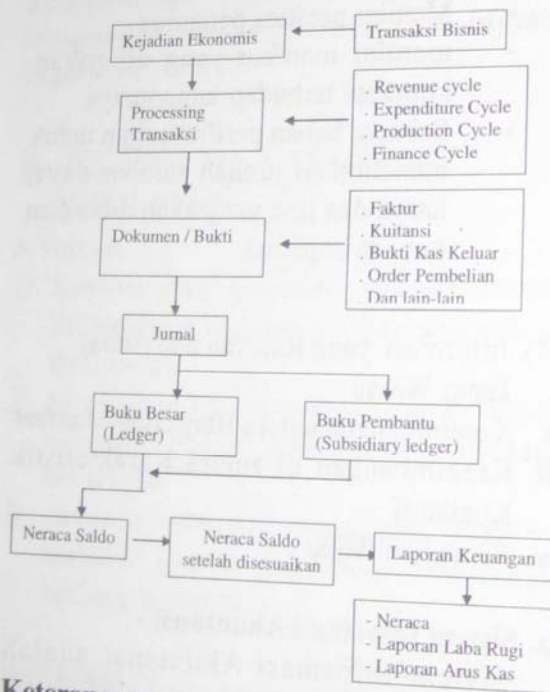 Kejadian Ekonomis
Transaksi Bisnis
Processing
Transaksi
. Revenue cycle
. Expenditure Cycle
. Production Cycle
. Finance Cycle
Dokumen / Bukti
. Faktur
. Kuitansi
. Bukti Kas Keluar
. Order Pembelian
. Dan lain-lain
Jurnal
Buku Besar
(Ledger)
Buku Pembantu
(Subsidiary ledger)
Neraca Saldo
Neraca Saldo
setelah disesuaikan
Laporan Keuangan
- Neraca
- Laporan Laba Rugi
- Laporan Arus Kas